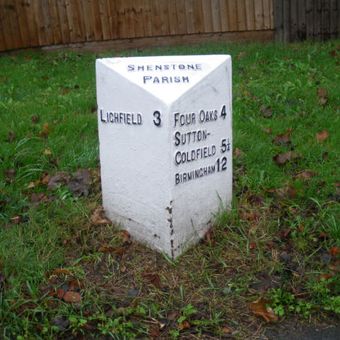 SHENSTONE
PARISH
LICHFIELD 3
FOUR OAKS 4
SUTTON-
COLDFIELD 5½
BIRMINGHAM 12